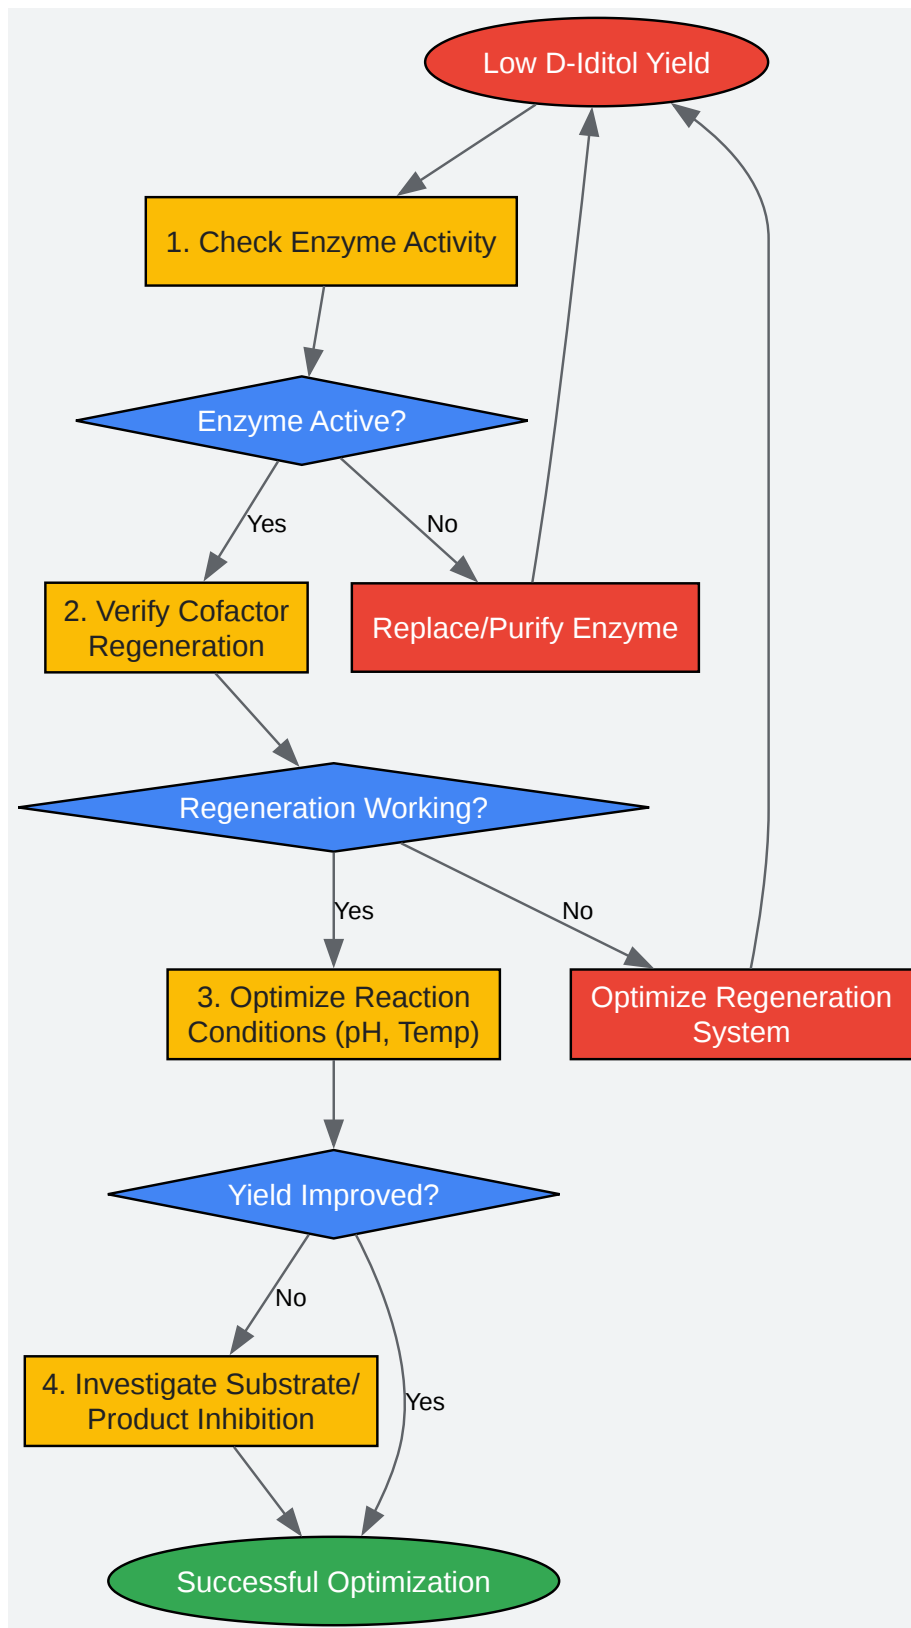 Low D-Iditol Yield
1. Check Enzyme Activity
Enzyme Active?
Yes
No
2. Verify Cofactor
Regeneration
Replace/Purify Enzyme
Regeneration Working?
Yes
No
3. Optimize Reaction
Conditions (pH, Temp)
Optimize Regeneration
System
Yield Improved?
No
4. Investigate Substrate/
Product Inhibition
Yes
Successful Optimization